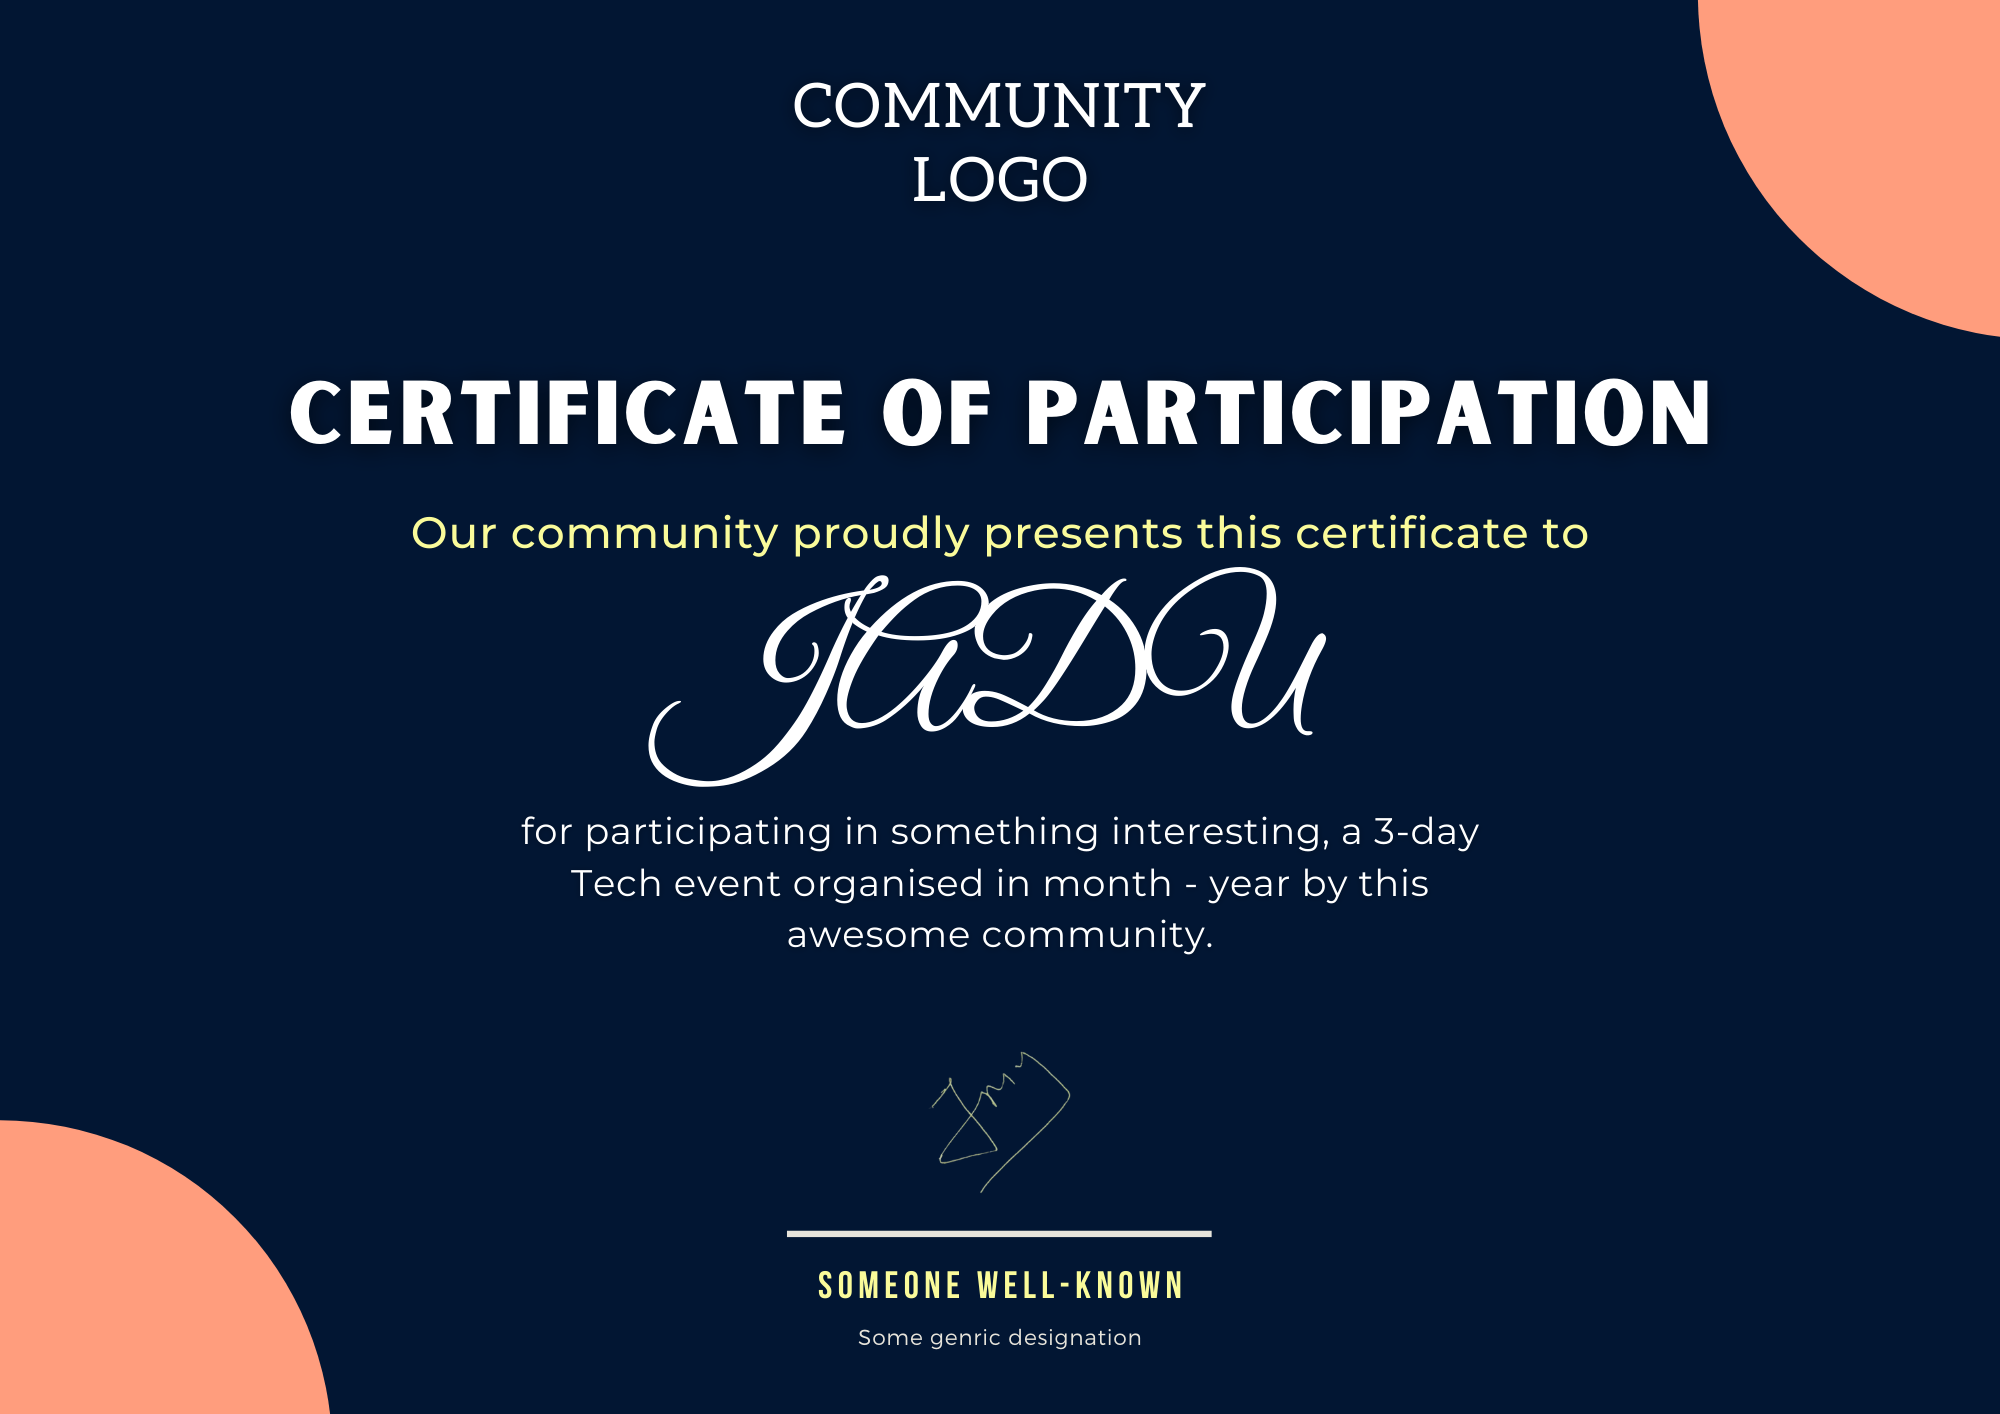 COMMUNITY
LOGO
CERTIFICATE OF PARTICIPATION
Our community proudly presents this certificate to
JADU
for participating in something interesting, a 3-day
Tech event organised in month - year by this
awesome community.
SOMEONE WELL-KNOWN
Some genric designation